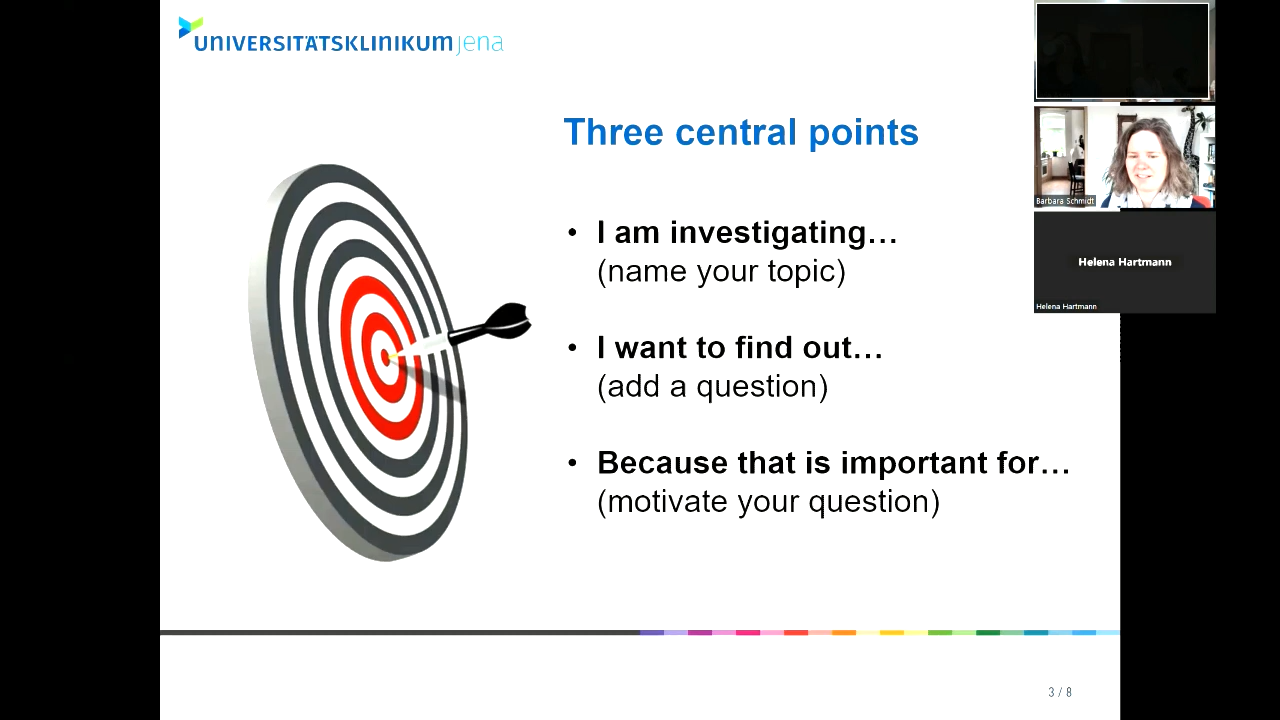 UNIVERSITÄTSKLINIKUM jena
Three central points
• I am investigating…
(name your topic)
• I want to find out…
(add a question)
• Because that is important for…
(motivate your question)
3 / 8
Barbara Schmidt
Helena Hartmann
Helena Hartmann